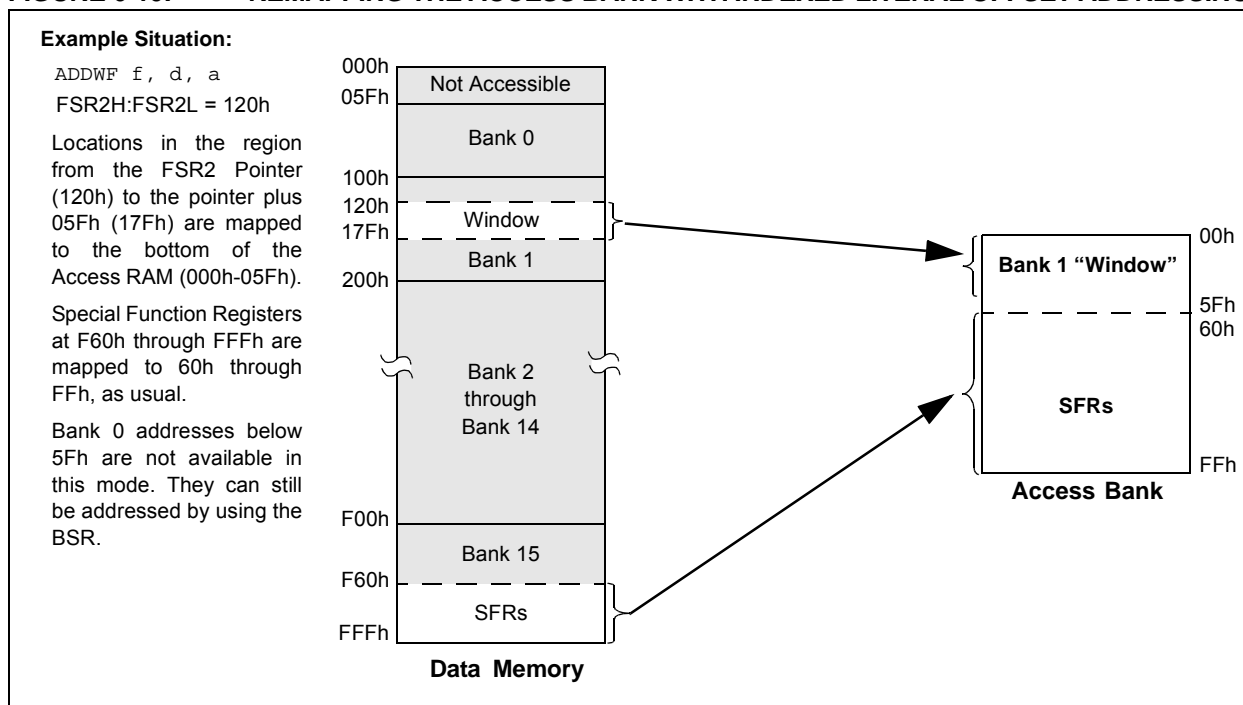 Example Situation:
ADDWF f, d, a
FSR2H:FSR2L = 120h
Locations in the region
from the FSR2 Pointer
(120h) to the pointer plus
05Fh (17Fh) are mapped
to the bottom of the
Access RAM (000h-05Fh).
Special Function Registers
at F60h through FFFh are
mapped to 60h through
FFh, as usual.
Bank 0 addresses below
5Fh are not available in
this mode. They can still
be addressed by using the
BSR.
000h
Not Accessible
05Fh
Bank 0
100h
120h
Window
17Fh
Bank 1
200h
Bank 2
through
Bank 14
F00h
Bank 15
F60h
SFRs
FFFh
Data Memory
00h
Bank 1 “Window”
5Fh
60h
SFRs
FFh
Access Bank